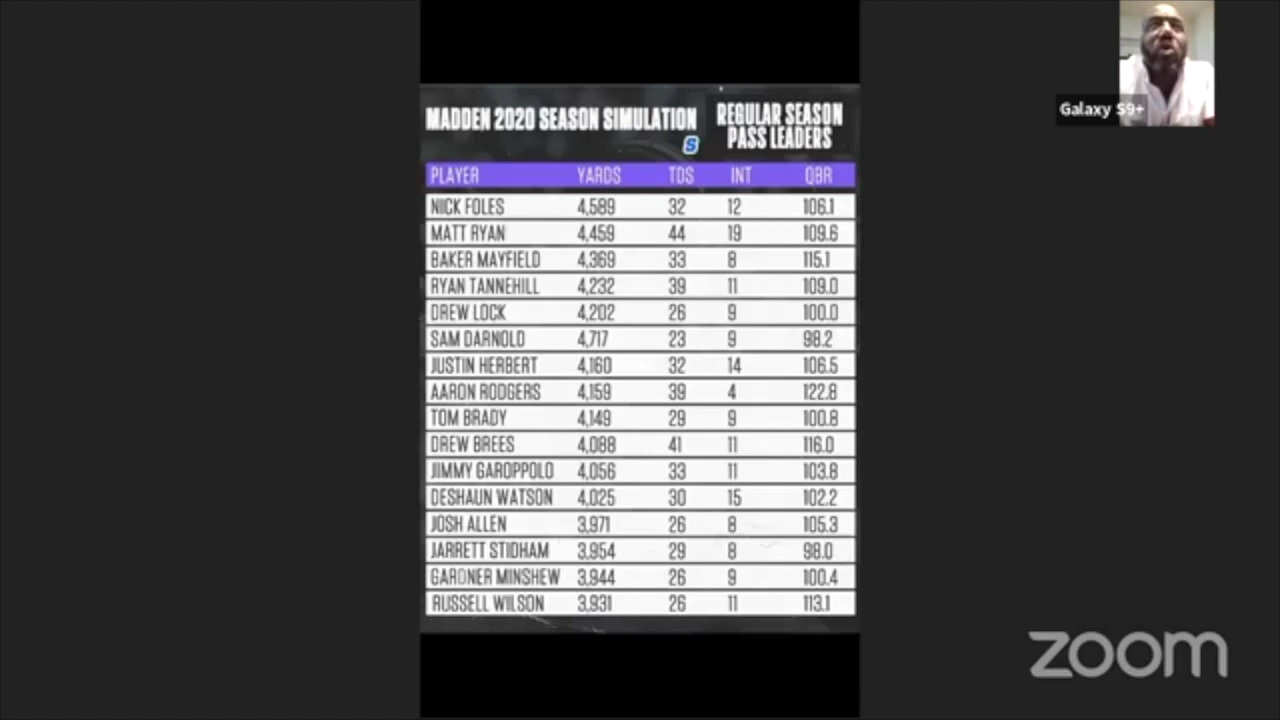 Galaxy S9+
MADDEN 2020 SEASON SIMULATION
S
REGULAR SEASON
PASS LEADERS
PLAYER YARDS TDS INT QBR
NICK FOLES 4,589 32 12 106.1
MATT RYAN 4,459 44 19 109.6
BAKER MAYFIELD 4,369 33 8 115.1
RYAN TANNEHILL 4,232 39 11 109.0
DREW LOCK 4,202 26 9 100.0
SAM DARNOLD 4,717 23 9 98.2
JUSTIN HERBERT 4,160 32 14 106.5
AARON RODGERS 4,159 39 4 122.8
TOM BRADY 4,149 29 9 100.8
DREW BREES 4,088 41 11 116.0
JIMMY GAROPPOLO 4,056 33 11 103.8
DESHAUN WATSON 4,025 30 15 102.2
JOSH ALLEN 3,971 26 8 105.3
JARRETT STIDHAM 3,954 29 8 98.0
GARDNER MINSHEW 3,944 26 9 100.4
RUSSELL WILSON 3,931 26 11 113.1
zoom